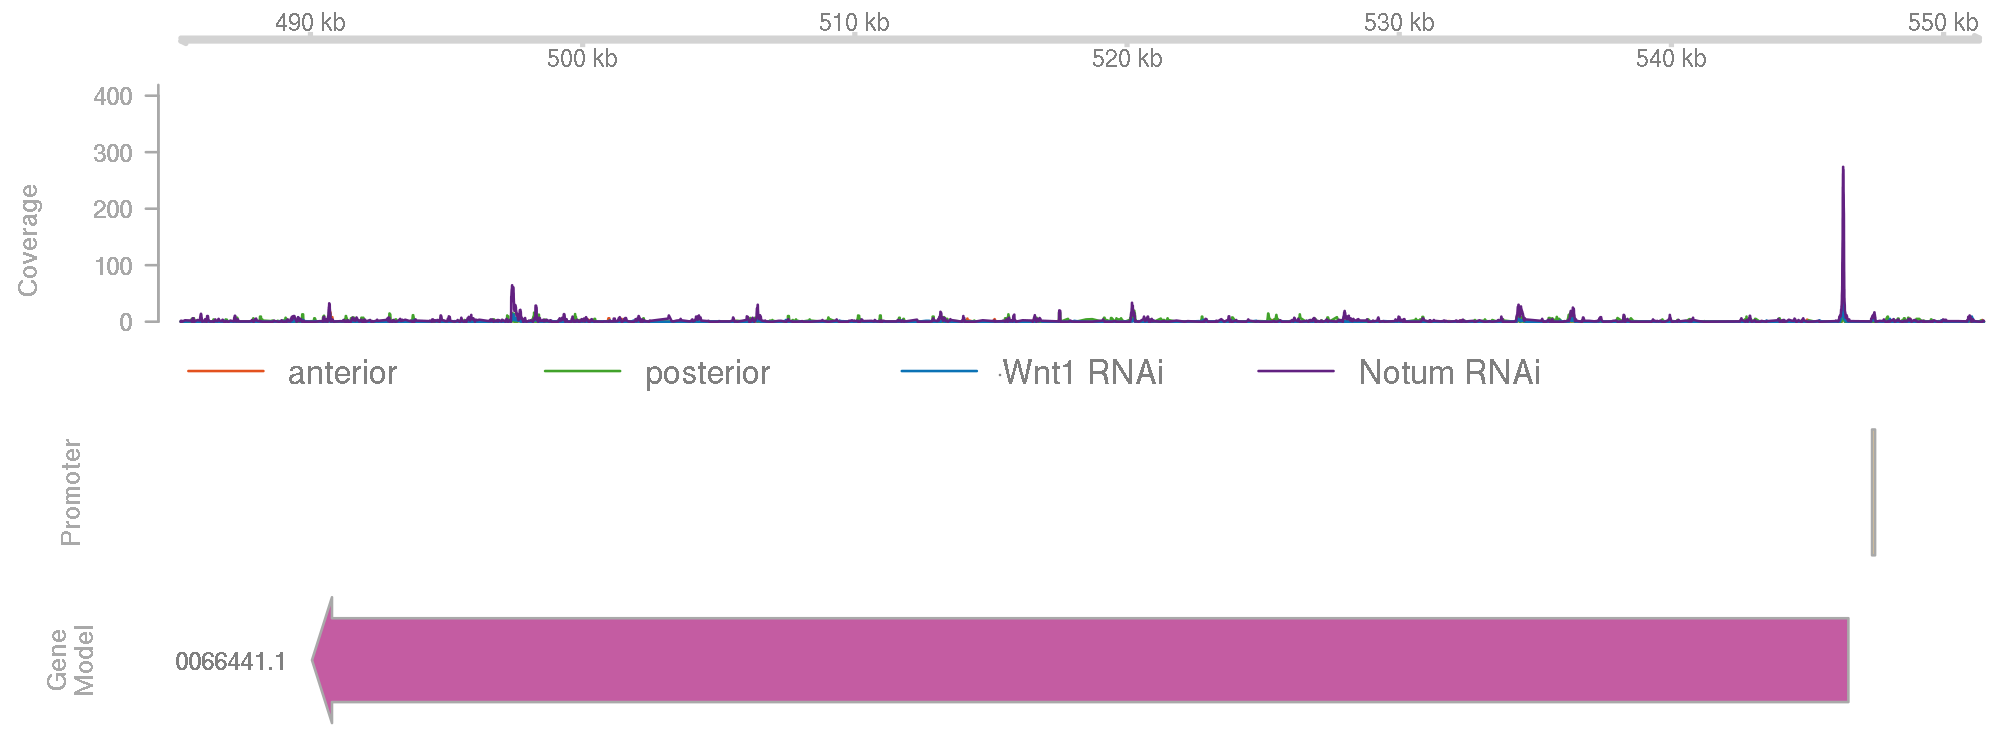 490 kb 510 kb 530 kb 550 kb
500 kb 520 kb 540 kb
Coverage
400
300
200
100
0
anterior posterior Wnt1 RNAi Notum RNAi
Promoter
Gene
Model
0066441.1